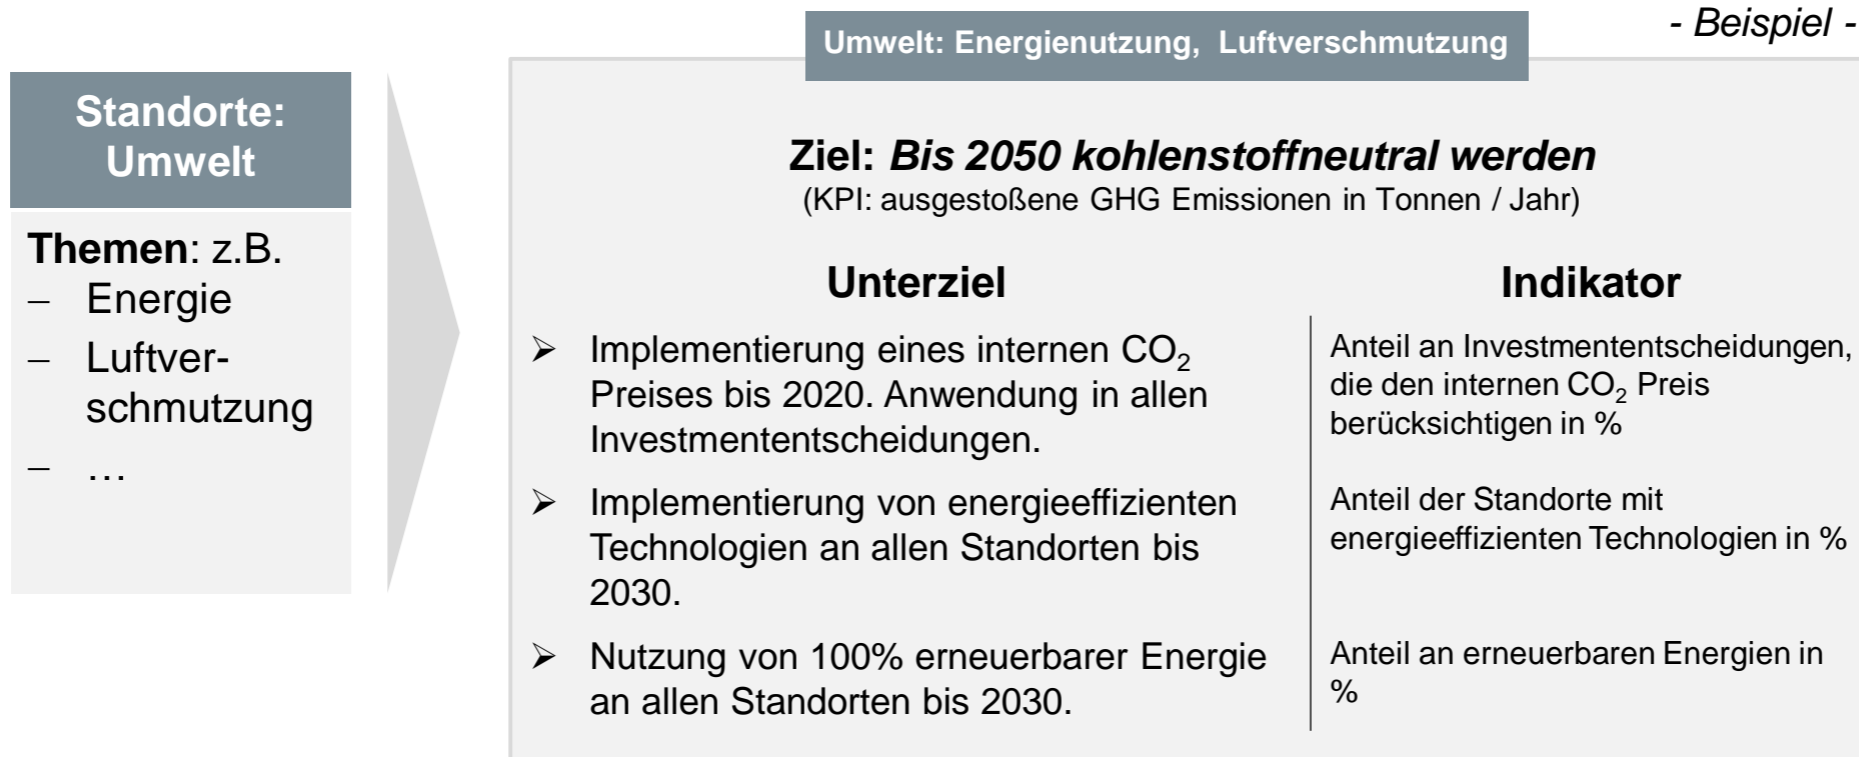 - Beispiel -
Umwelt: Energienutzung, Luftverschmutzung
Standorte:
Umwelt
Themen: z.B.
– Energie
– Luftver-
schmutzung
– …
Ziel: Bis 2050 kohlenstoffneutral werden
(KPI: ausgestoßene GHG Emissionen in Tonnen / Jahr)
Unterziel
Indikator
➢ Implementierung eines internen CO₂
Preises bis 2020. Anwendung in allen
Investmententscheidungen.
Anteil an Investmententscheidungen,
die den internen CO₂ Preis
berücksichtigen in %
➢ Implementierung von energieeffizienten
Technologien an allen Standorten bis
2030.
Anteil der Standorte mit
energieeffizienten Technologien in %
➢ Nutzung von 100% erneuerbarer Energie
an allen Standorten bis 2030.
Anteil an erneuerbaren Energien in
%